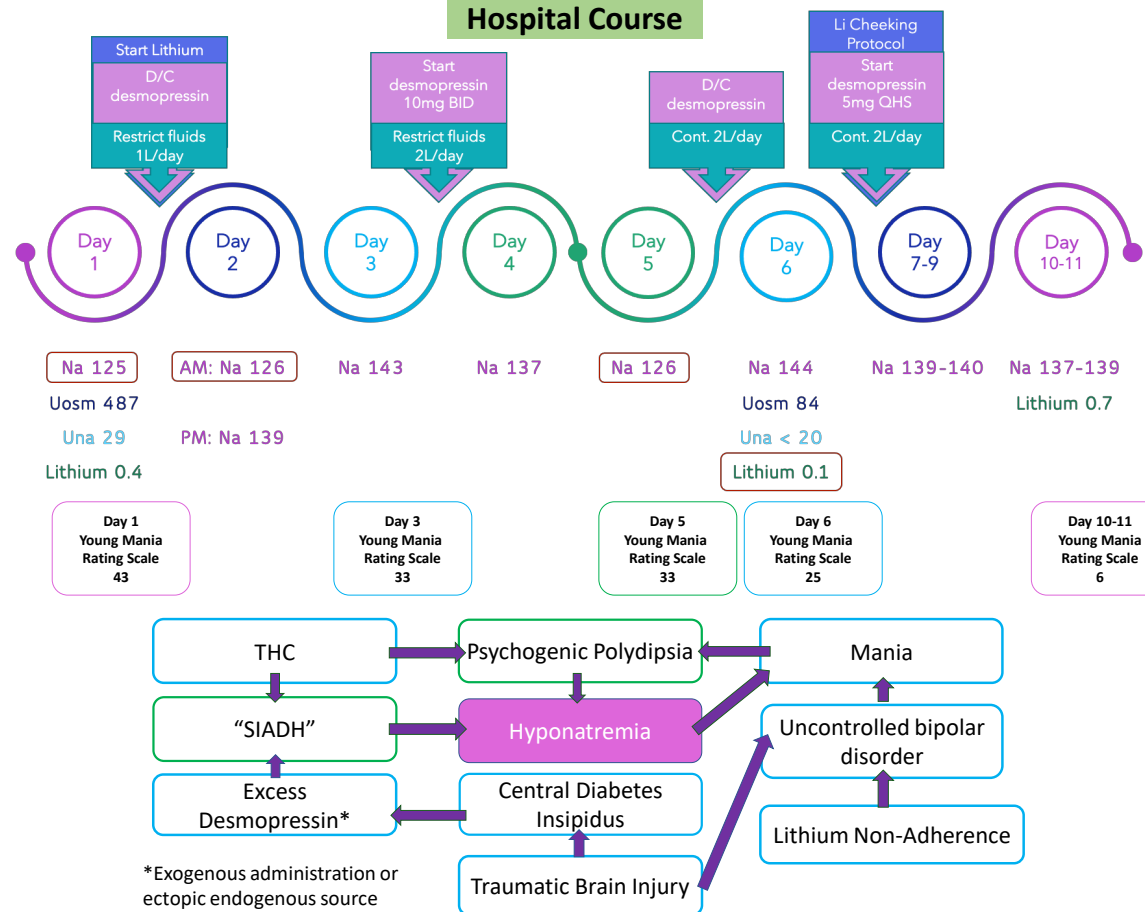 Hospital Course
Start Lithium
D/C
desmopressin
Restrict fluids
1L/day
Start
desmopressin
10mg BID
Restrict fluids
2L/day
D/C
desmopressin
Cont. 2L/day
Li Cheeking
Protocol
Start
desmopressin
5mg QHS
Cont. 2L/day
Day
1
Day
2
Day
3
Day
4
Day
5
Day
6
Day
7-9
Day
10-11
Na 125
Uosm 487
Una 29
Lithium 0.4
AM: Na 126
PM: Na 139
Na 143
Na 137
Na 126
Na 144
Uosm 84
Una < 20
Lithium 0.1
Na 139-140
Na 137-139
Lithium 0.7
Day 1
Young Mania
Rating Scale
43
Day 3
Young Mania
Rating Scale
33
Day 5
Young Mania
Rating Scale
33
Day 6
Young Mania
Rating Scale
25
Day 10-11
Young Mania
Rating Scale
6
THC
Psychogenic Polydipsia
Mania
“SIADH”
Hyponatremia
Uncontrolled bipolar
disorder
Excess
Desmopressin*
Central Diabetes
Insipidus
Lithium Non-Adherence
Traumatic Brain Injury
*Exogenous administration or
ectopic endogenous source